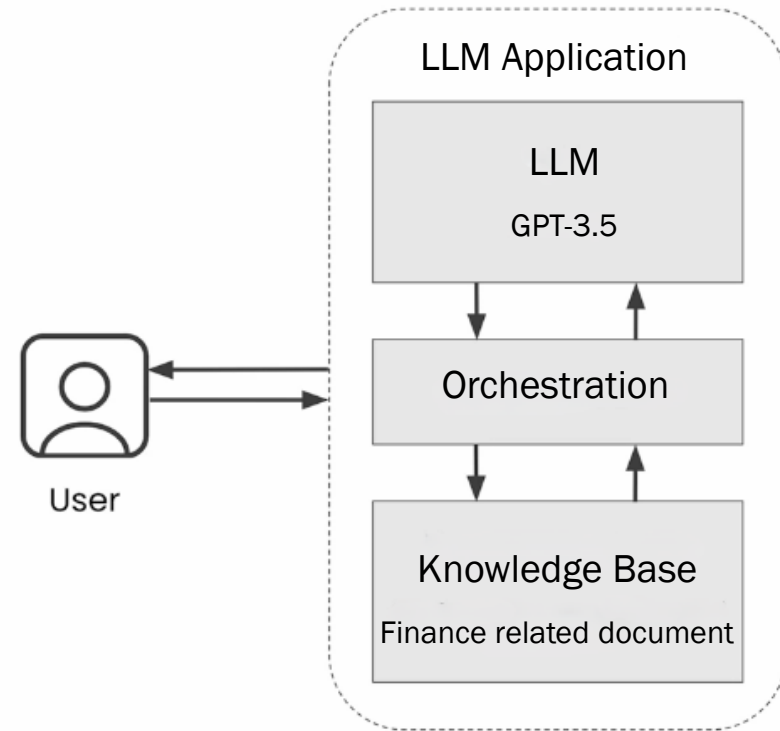 LLM Application
LLM
GPT-3.5
Orchestration
User
Knowledge Base
Finance related document